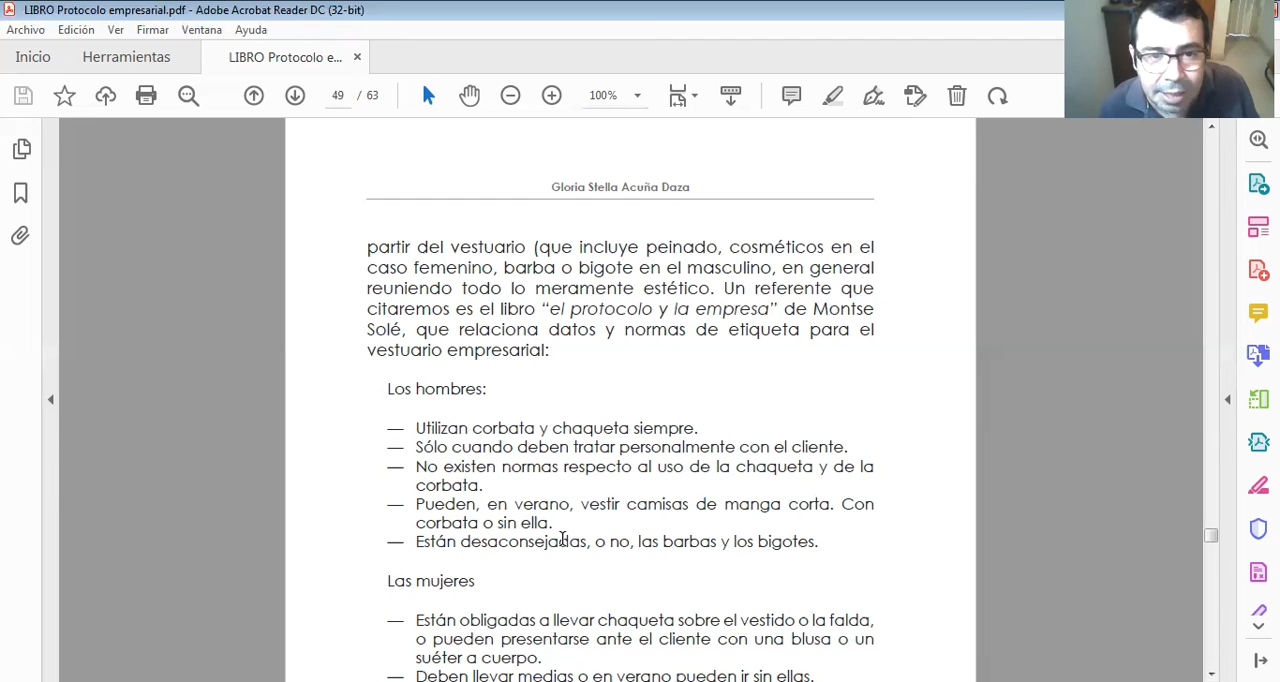 LIBRO Protocolo empresarial.pdf - Adobe Acrobat Reader DC (32-bit)
Archivo Edición Ver Firmar Ventana Ayuda
Inicio Herramientas LIBRO Protocolo e... ×
49 / 63 100%
Gloria Stella Acuña Daza
partir del vestuario (que incluye peinado, cosméticos en el
caso femenino, barba o bigote en el masculino, en general
reuniendo todo lo meramente estético. Un referente que
citaremos es el libro “el protocolo y la empresa” de Montse
Solé, que relaciona datos y normas de etiqueta para el
vestuario empresarial:
Los hombres:
— Utilizan corbata y chaqueta siempre.
— Sólo cuando deben tratar personalmente con el cliente.
— No existen normas respecto al uso de la chaqueta y de la
corbata.
— Pueden, en verano, vestir camisas de manga corta. Con
corbata o sin ella.
— Están desaconsejadas, o no, las barbas y los bigotes.
Las mujeres
— Están obligadas a llevar chaqueta sobre el vestido o la falda,
o pueden presentarse ante el cliente con una blusa o un
suéter a cuerpo.
— Deben llevar medias o en verano pueden ir sin ellas.